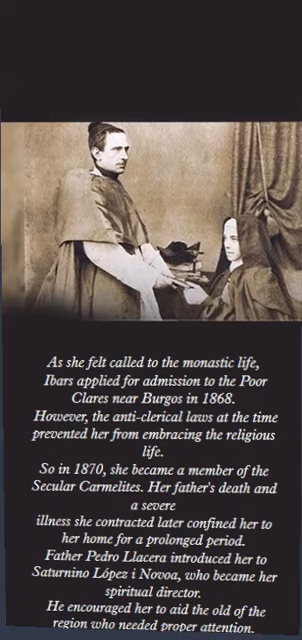 As she felt called to the monastic life,
Ibars applied for admission to the Poor
Clares near Burgos in 1868.
However, the anti-clerical laws at the time
prevented her from embracing the religious
life.
So in 1870, she became a member of the
Secular Carmelites. Her father's death and
a severe
illness she contracted later confined her to
her home for a prolonged period.
Father Pedro Llacera introduced her to
Saturnino López i Novoa, who became her
spiritual director.
He encouraged her to aid the old of the
region who needed proper attention.